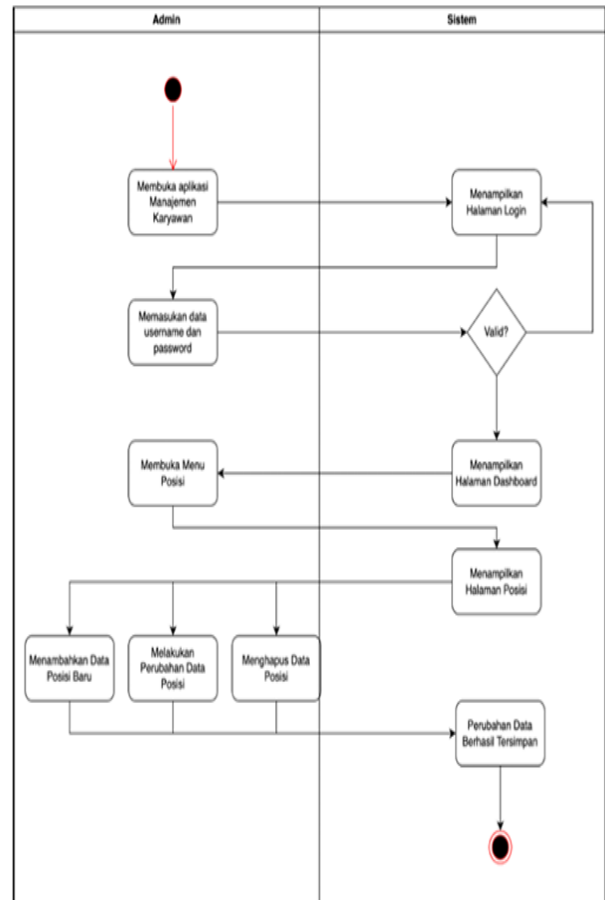 Admin
Sistem
Membuka aplikasi
Manajemen
Karyawan
Menampilkan
Halaman Login
Memasukan data
username dan
password
Valid?
Membuka Menu
Posisi
Menampilkan
Halaman Dashboard
Menampilkan
Halaman Posisi
Menambahkan Data
Posisi Baru
Melakukan
Perubahan Data
Posisi
Menghapus Data
Posisi
Perubahan Data
Berhasil Tersimpan